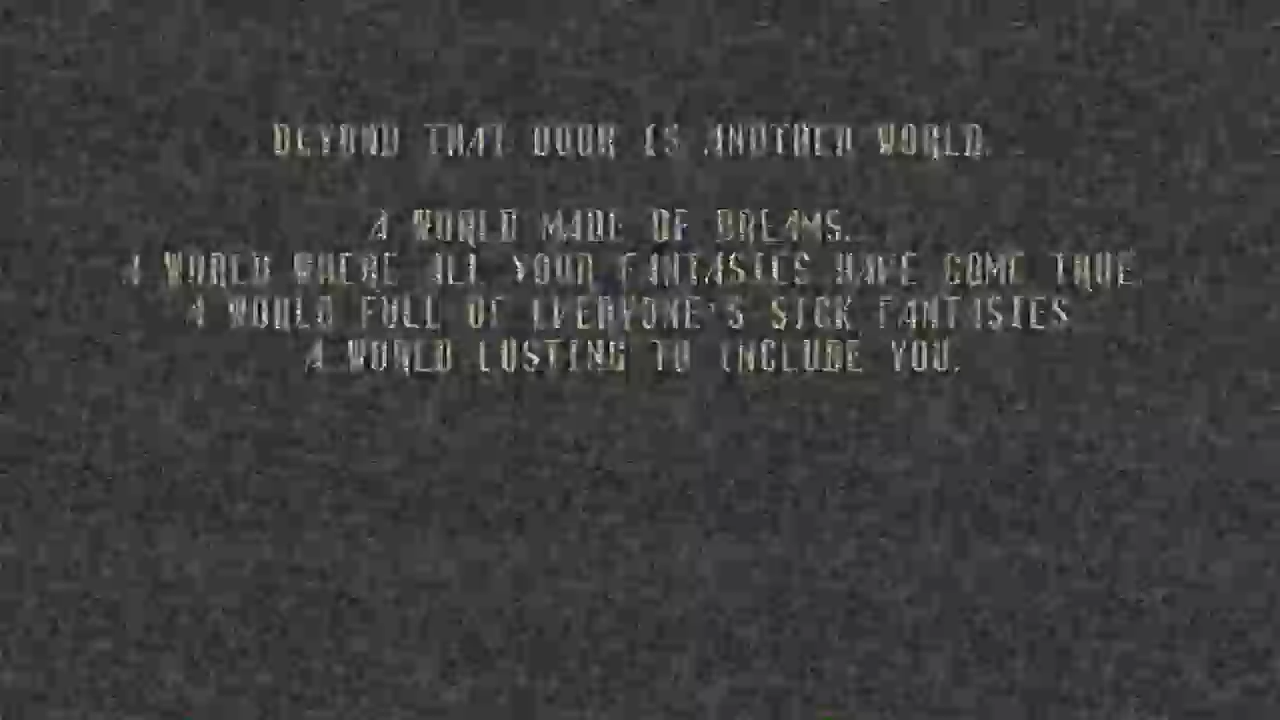 BEYOND THAT DOOR IS ANOTHER WORLD.
A WORLD MADE OF DREAMS.
A WORLD WHERE ALL YOUR FANTASIES HAVE COME TRUE.
A WORLD FULL OF EVERYONE'S SICK FANTASIES
A WORLD LUSTING TO INCLUDE YOU.